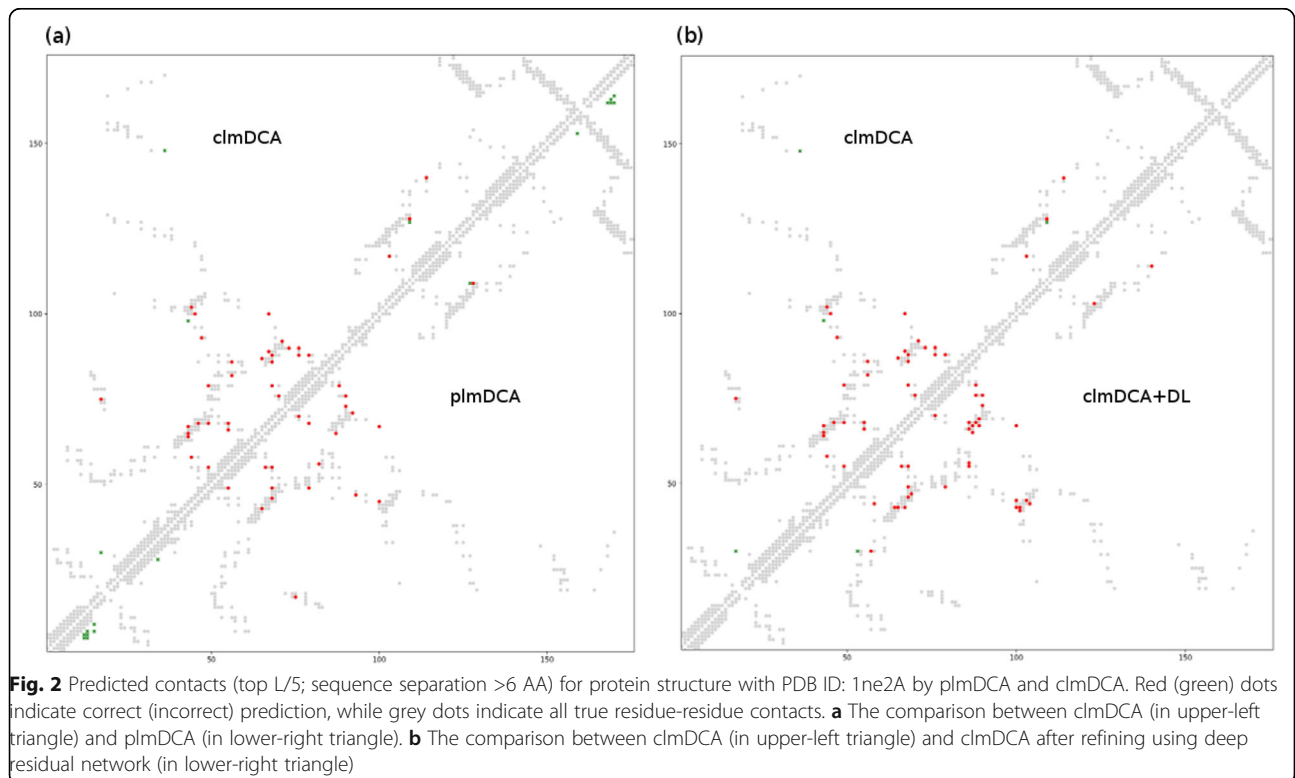 (a)
(b)
clmDCA
clmDCA
plmDCA
clmDCA+DL
150
100
50
50
100
150
150
100
50
50
100
150
Fig. 2 Predicted contacts (top L/5; sequence separation >6 AA) for protein structure with PDB ID: 1ne2A by plmDCA and clmDCA. Red (green) dots
indicate correct (incorrect) prediction, while grey dots indicate all true residue-residue contacts. a The comparison between clmDCA (in upper-left
triangle) and plmDCA (in lower-right triangle). b The comparison between clmDCA (in upper-left triangle) and clmDCA after refining using deep
residual network (in lower-right triangle)